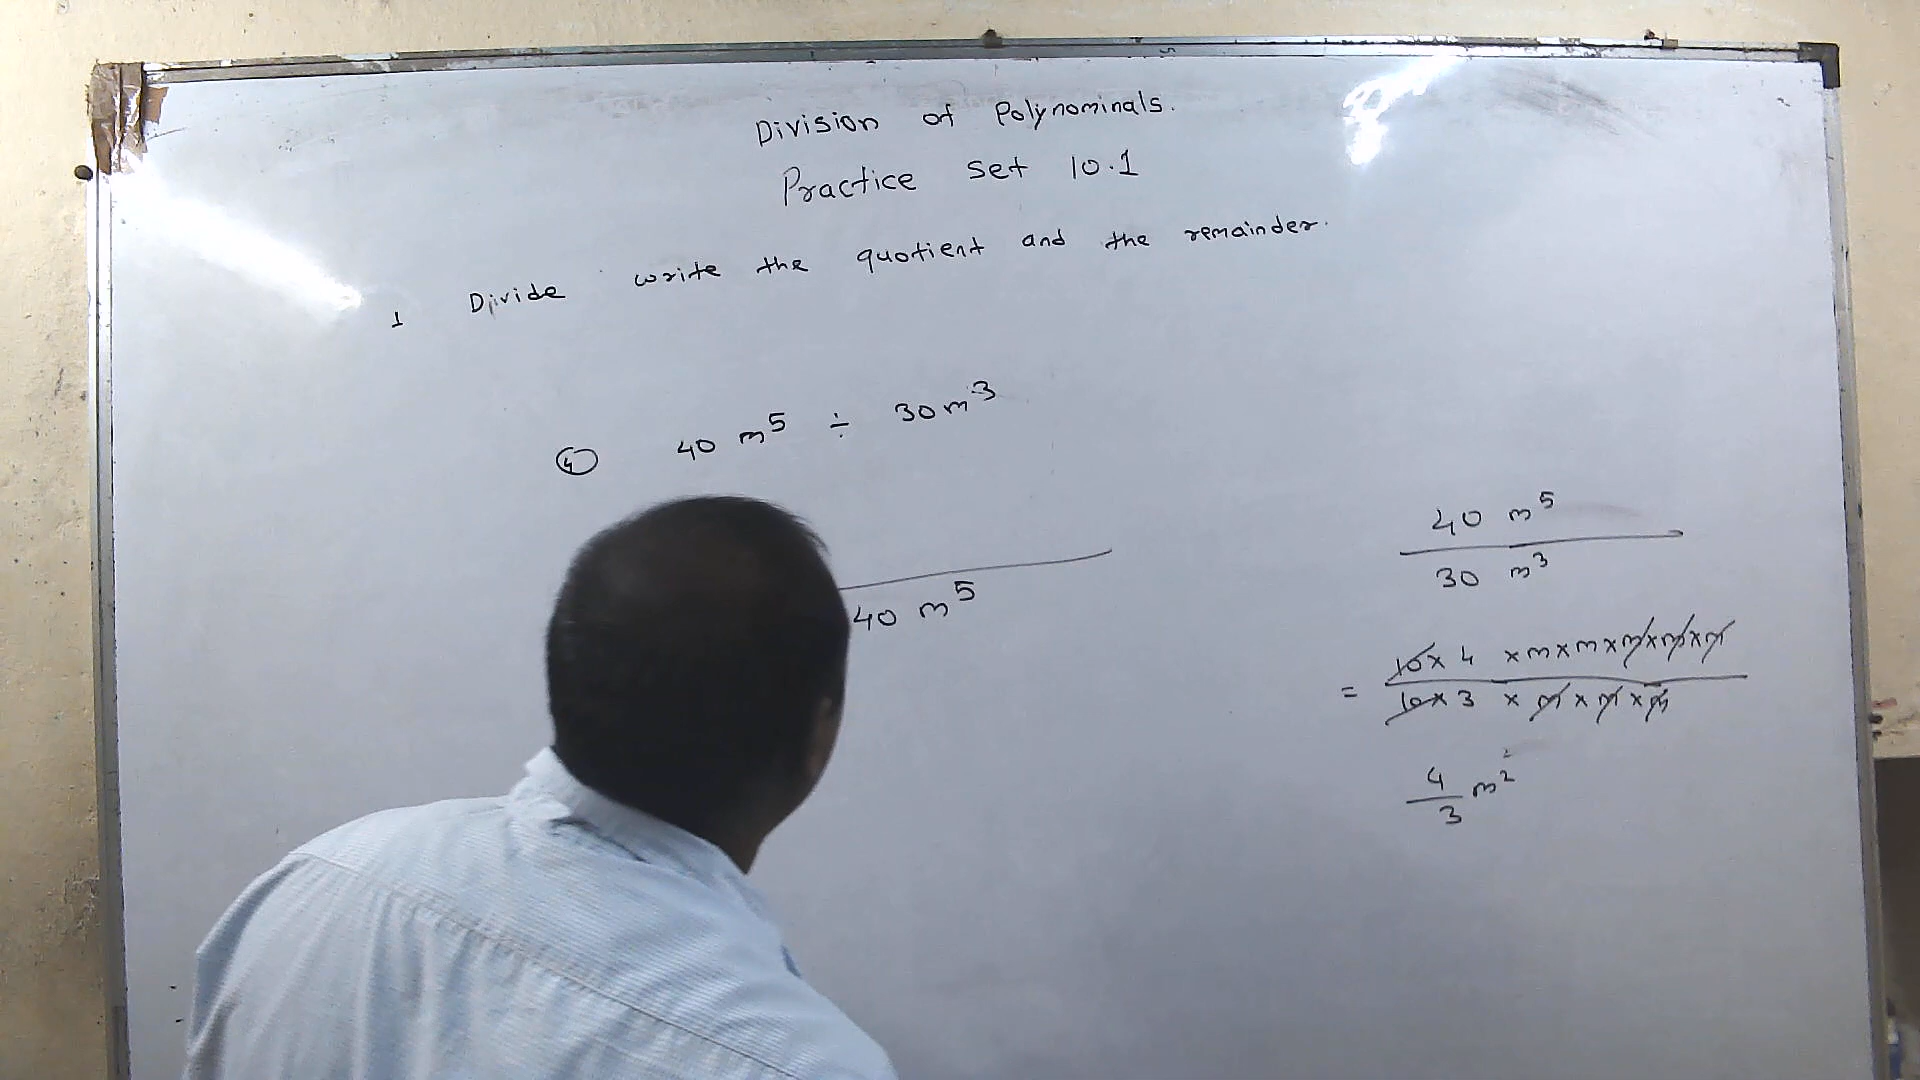 Division of Polynominals.
Practice Set 10.1
1 Divide write the quotient and the remainder.
④ 40 m⁵ ÷ 30m³
40 m⁵
40 m⁵
30 m³
= 10 x 4 x m x m x m x m x m
10 x 3 x m x m x m
4/3 m²